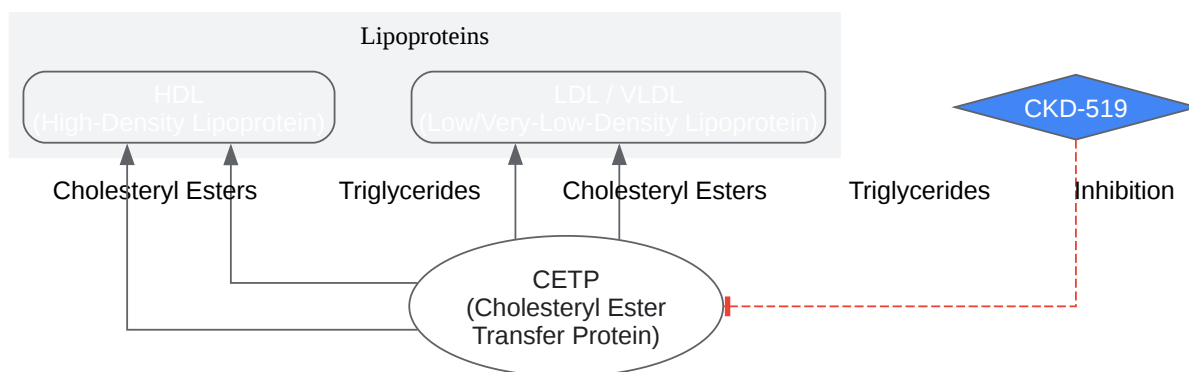 Lipoproteins
HDL
(High-Density Lipoprotein)
LDL / VLDL
(Low/Very-Low-Density Lipoprotein)
CKD-519
Cholesteryl Esters
Triglycerides
Cholesteryl Esters
Triglycerides
Inhibition
CETP
(Cholesteryl Ester
Transfer Protein)